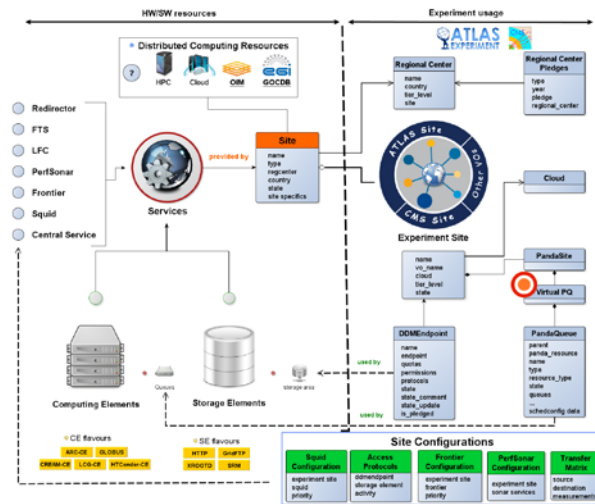 HW/SW resources
Experiment usage
Distributed Computing Resources
?
HPC
Cloud
OIM
GOCDB
ATLAS
EXPERIMENT
Regional Center
name
country
tier_level
site
Regional Center
Pledges
type
year
pledge
regional_center
Redirector
FTS
LFC
PerfSonar
Frontier
Squid
Central Service
Services
provided by
Site
name
type
regcenter
country
state
site specifics
ATLAS Site
Other VOs
CMS Site
Experiment Site
name
vo_name
cloud
tier_level
state
Cloud
PandaSite
Virtual PQ
DDMEndpoint
name
endpoint
quotas
permissions
protocols
state
state_comment
state_update
is_pledged
PandaQueue
parent
panda_resource
name
type
resource_type
state
queues
...
schedconfig data
used by
used by
Computing Elements
Queues
Storage Elements
storage area
CE flavours
ARC-CE
GLOBUS
CREAM-CE
LCG-CE
HTCondor-CE
SE flavours
HTTP
GridFTP
XROOTD
SRM
Site Configurations
Squid
Configuration
experiment site
squid
priority
Access
Protocols
ddmendpoint
storage element
activity
Frontier
Configuration
experiment site
frontier
priority
PerfSonar
Configuration
experiment site
sonar services
Transfer
Matrix
source
destination
measurement